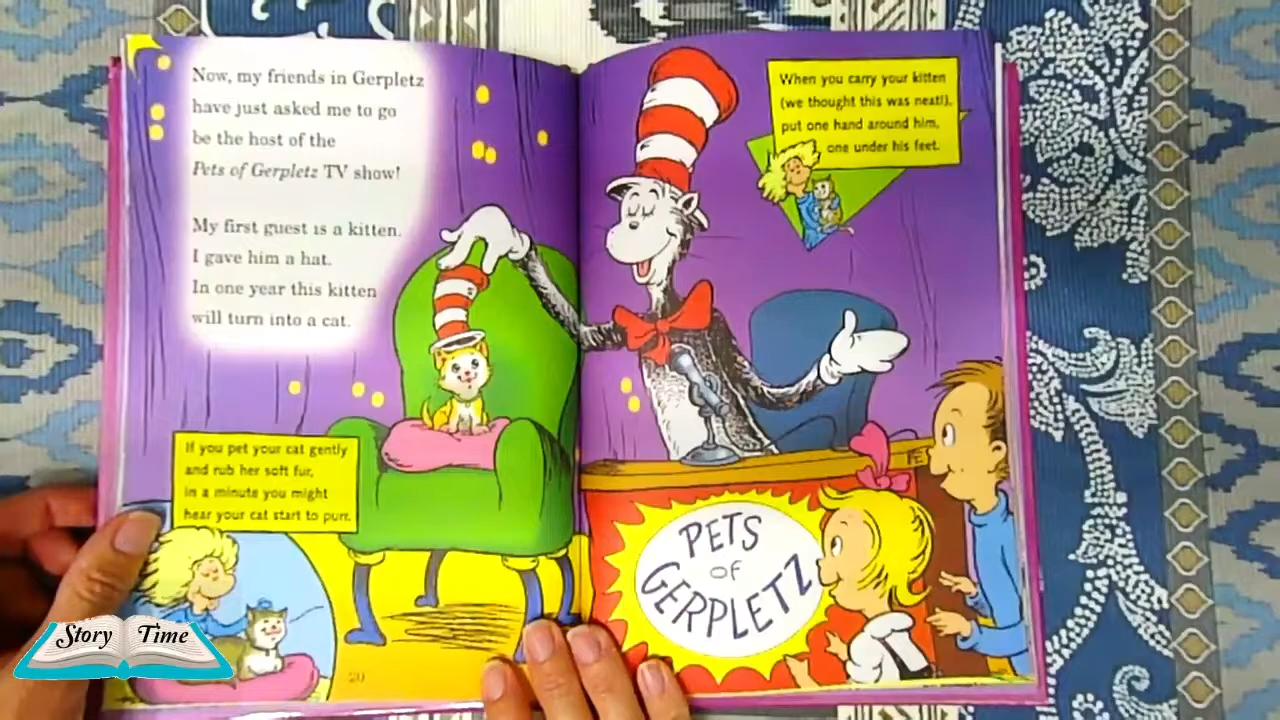 Now, my friends in Gerpletz
have just asked me to go
be the host of the
Pets of Gerpletz TV show!
My first guest is a kitten.
I gave him a hat.
In one year this kitten
will turn into a cat.
If you pet your cat gently
and rub her soft fur,
in a minute you might
hear your cat start to purr.
20
When you carry your kitten
(we thought this was neat!),
put one hand around him,
one under his feet.
PETS
OF
GERPLETZ
Story Time